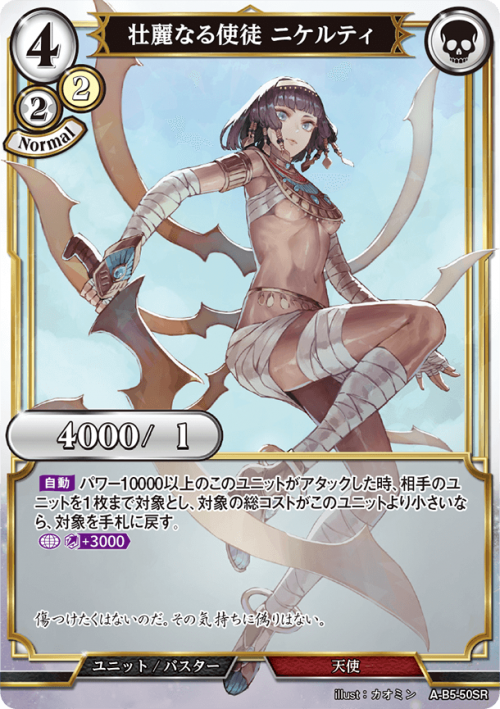 4
壮麗なる使徒 ニケルティ
2
2
Normal
4000/ 1
自動 パワー10000以上のこのユニットがアタックした時、相手のユ
ニットを1枚まで対象とし、対象の総コストがこのユニットより小さい
なら、対象を手札に戻す。
+3000
傷つけたくはないのだ。その気持ちに偽りはない。
ユニット / バスター
天使
illust : カオミン
A-B5-50SR